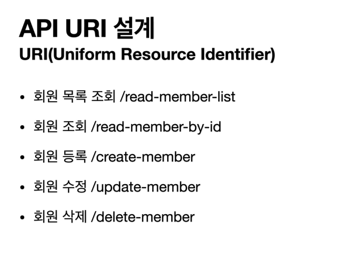 API URI 설계
URI(Uniform Resource Identifier)
• 회원 목록 조회 /read-member-list
• 회원 조회 /read-member-by-id
• 회원 등록 /create-member
• 회원 수정 /update-member
• 회원 삭제 /delete-member